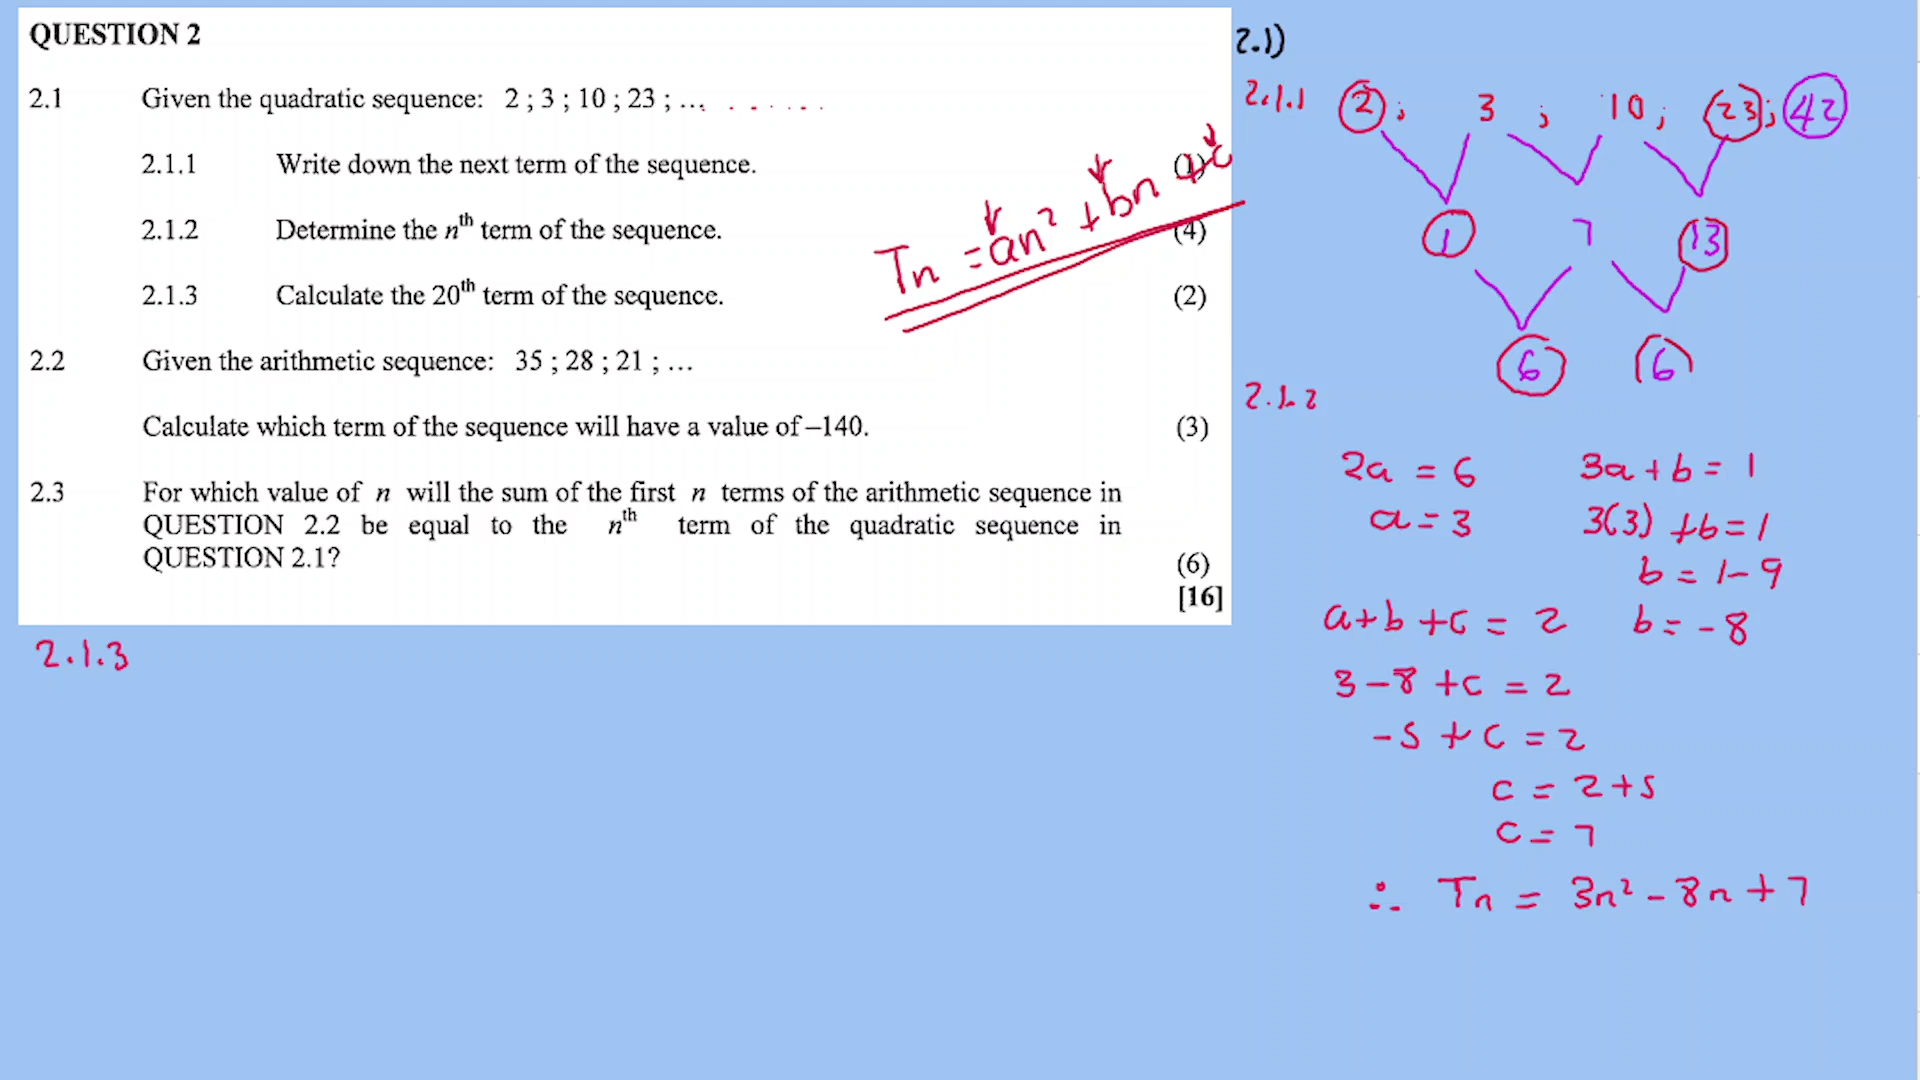 QUESTION 2
2.1 Given the quadratic sequence: 2 ; 3 ; 10 ; 23 ; ... . . . . . .
2.1.1 Write down the next term of the sequence. (1)
2.1.2 Determine the nth term of the sequence. (4)
2.1.3 Calculate the 20th term of the sequence. (2)
Tn = an² + bn + c
2.2 Given the arithmetic sequence: 35 ; 28 ; 21 ; ...
Calculate which term of the sequence will have a value of –140. (3)
2.3 For which value of n will the sum of the first n terms of the arithmetic sequence in
QUESTION 2.2 be equal to the nth term of the quadratic sequence in
QUESTION 2.1? (6)
[16]
2.1.3
2.1)
2.1.1 2 ; 3 ; 10 ; 23 ; 42
1 7 13
6 6
2.1.2
2a = 6 3a + b = 1
a = 3 3(3) + b = 1
b = 1 - 9
a + b + c = 2 b = - 8
3 - 8 + c = 2
- 5 + c = 2
c = 2 + 5
c = 7
∴ Tn = 3n² - 8n + 7